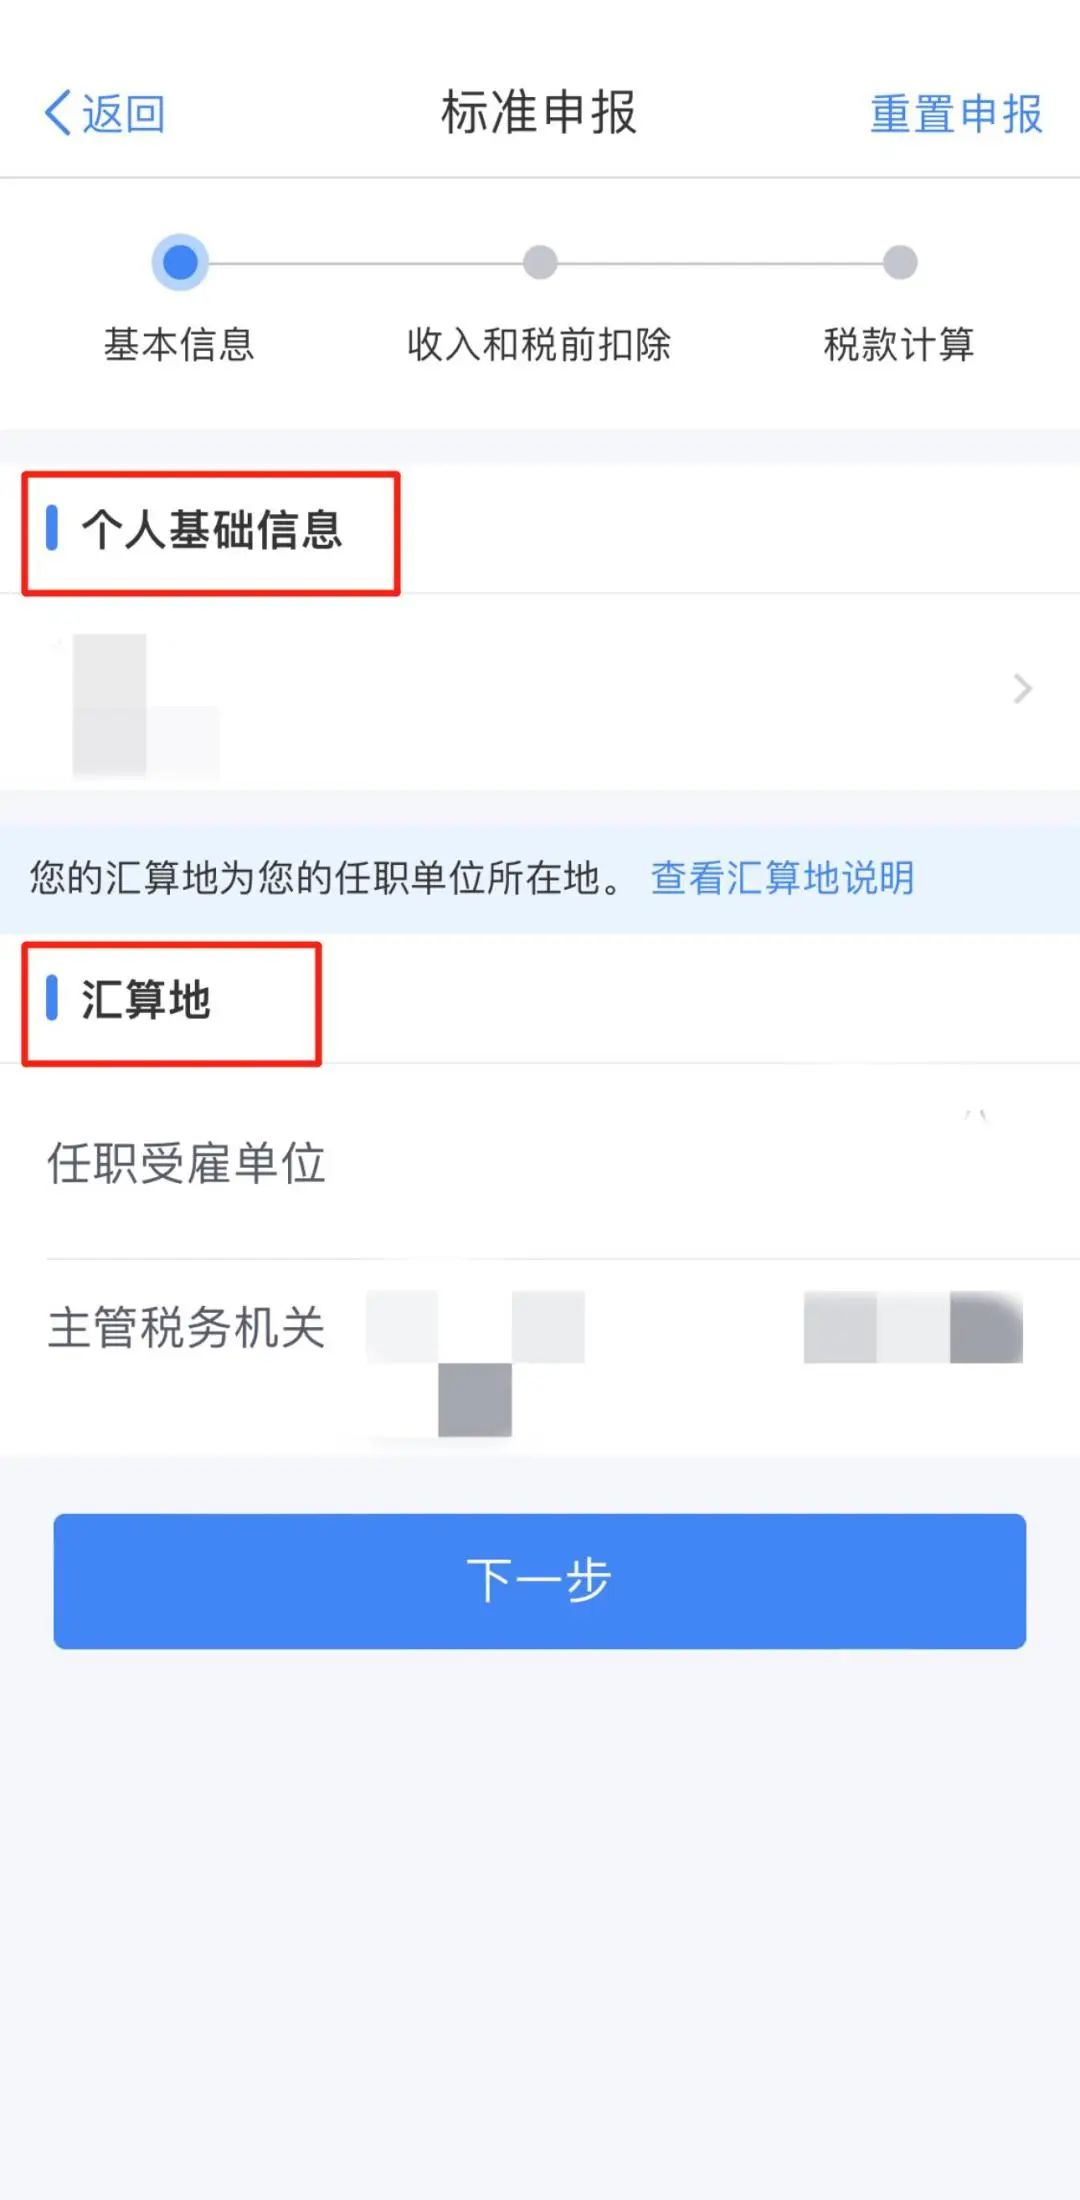 返回 标准申报 重置申报
基本信息 收入和税前扣除 税款计算
个人基础信息
您的汇算地为您的任职单位所在地。 查看汇算地说明
汇算地
任职受雇单位
主管税务机关
下一步